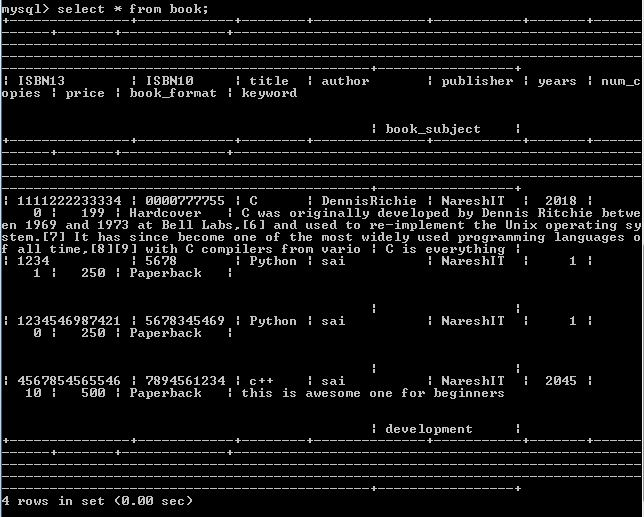 mysql> select * from book;
| ISBN13 | ISBN10 | title | author | publisher | years | num_c
opies | price | book_format | keyword
| book_subject |
| 1111222233334 | 0000777755 | C | DennisRichie | NareshIT | 2018 |
0 | 199 | Hardcover | C was originally developed by Dennis Ritchie betwe
en 1969 and 1973 at Bell Labs,[6] and used to re-implement the Unix operating sy
stem.[7] It has since become one of the most widely used programming languages o
f all time,[8][9] with C compilers from vario | C is everything |
| 1234 | 5678 | Python | sai | NareshIT | 1 |
1 | 250 | Paperback |
| |
| 1234546987421 | 5678345469 | Python | sai | NareshIT | 1 |
0 | 250 | Paperback |
| |
| 4567854565546 | 7894561234 | c++ | sai | NareshIT | 2045 |
10 | 500 | Paperback | this is awesome one for beginners
| development |
4 rows in set (0.00 sec)